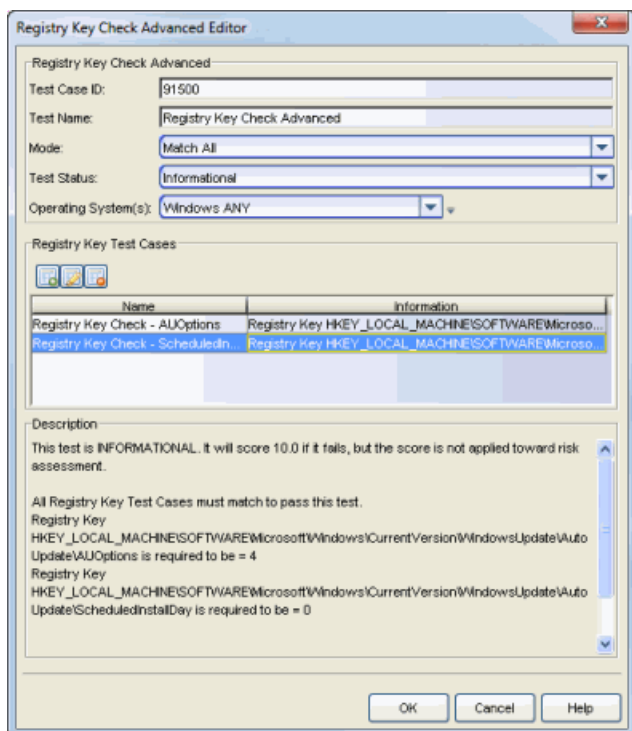 Registry Key Check Advanced Editor
Registry Key Check Advanced
Test Case ID: 91500
Test Name: Registry Key Check Advanced
Mode: Match All
Test Status: Informational
Operating System(s): Windows ANY
Registry Key Test Cases
Name Information
Registry Key Check - AUOptions Registry Key HKEY_LOCAL_MACHINE\SOFTWARE\Microso...
Registry Key Check - ScheduledIn... Registry Key HKEY_LOCAL_MACHINE\SOFTWARE\Microso...
Description
This test is INFORMATIONAL. It will score 10.0 if it fails, but the score is not applied toward risk
assessment.
All Registry Key Test Cases must match to pass this test.
Registry Key
HKEY_LOCAL_MACHINE\SOFTWARE\Microsoft\Windows\CurrentVersion\WindowsUpdate\Auto
Update\AUOptions is required to be = 4
Registry Key
HKEY_LOCAL_MACHINE\SOFTWARE\Microsoft\Windows\CurrentVersion\WindowsUpdate\Auto
Update\ScheduledInstallDay is required to be = 0
OK Cancel Help